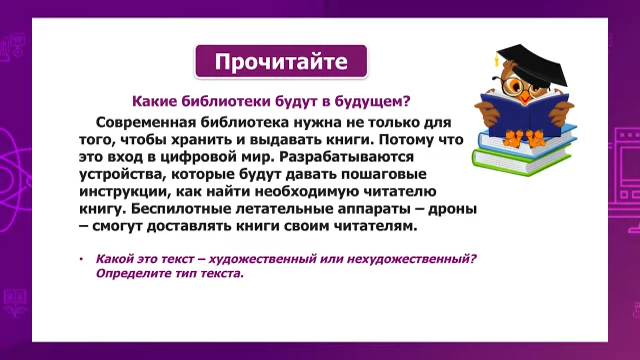 Прочитайте
Какие библиотеки будут в будущем?
Современная библиотека нужна не только для
того, чтобы хранить и выдавать книги. Потому что
это вход в цифровой мир. Разрабатываются
устройства, которые будут давать пошаговые
инструкции, как найти необходимую читателю
книгу. Беспилотные летательные аппараты – дроны
– смогут доставлять книги своим читателям.
• Какой это текст – художественный или нехудожественный?
Определите тип текста.